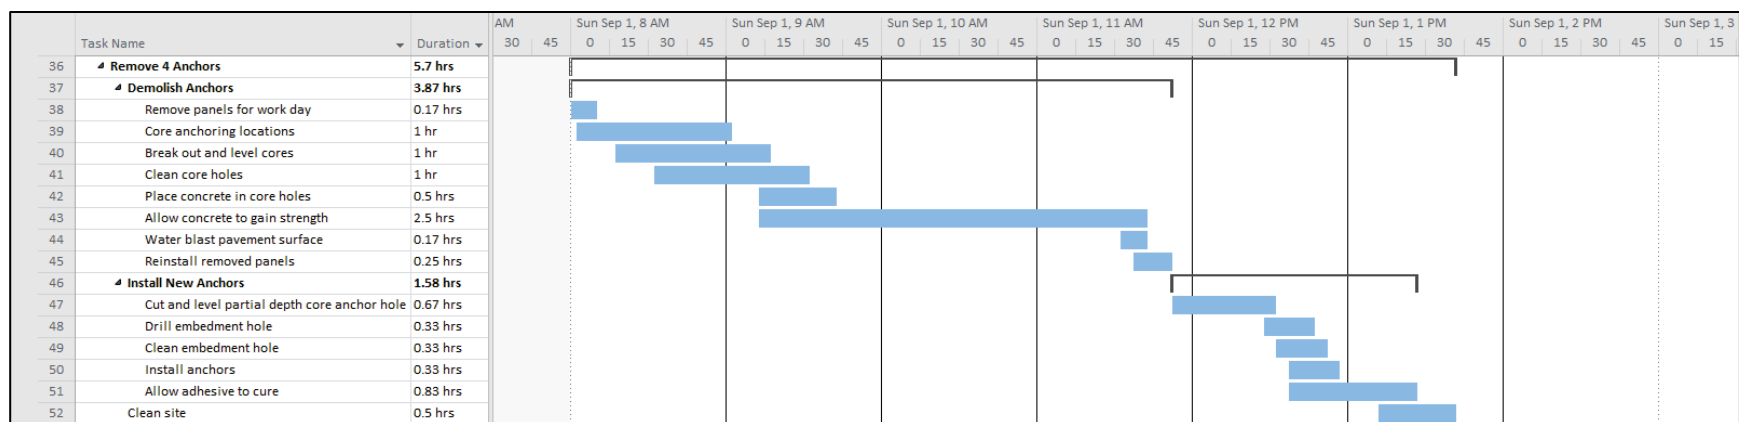 AM Sun Sep 1, 8 AM Sun Sep 1, 9 AM Sun Sep 1, 10 AM Sun Sep 1, 11 AM Sun Sep 1, 12 PM Sun Sep 1, 1 PM Sun Sep 1, 2 PM Sun Sep 1, 3
Task Name Duration 30 45 0 15 30 45 0 15 30 45 0 15 30 45 0 15 30 45 0 15 30 45 0 15 30 45 0 15 30 45 0 15
36 Remove 4 Anchors 5.7 hrs
37 Demolish Anchors 3.87 hrs
38 Remove panels for work day 0.17 hrs
39 Core anchoring locations 1 hr
40 Break out and level cores 1 hr
41 Clean core holes 1 hr
42 Place concrete in core holes 0.5 hrs
43 Allow concrete to gain strength 2.5 hrs
44 Water blast pavement surface 0.17 hrs
45 Reinstall removed panels 0.25 hrs
46 Install New Anchors 1.58 hrs
47 Cut and level partial depth core anchor hole 0.67 hrs
48 Drill embedment hole 0.33 hrs
49 Clean embedment hole 0.33 hrs
50 Install anchors 0.33 hrs
51 Allow adhesive to cure 0.83 hrs
52 Clean site 0.5 hrs